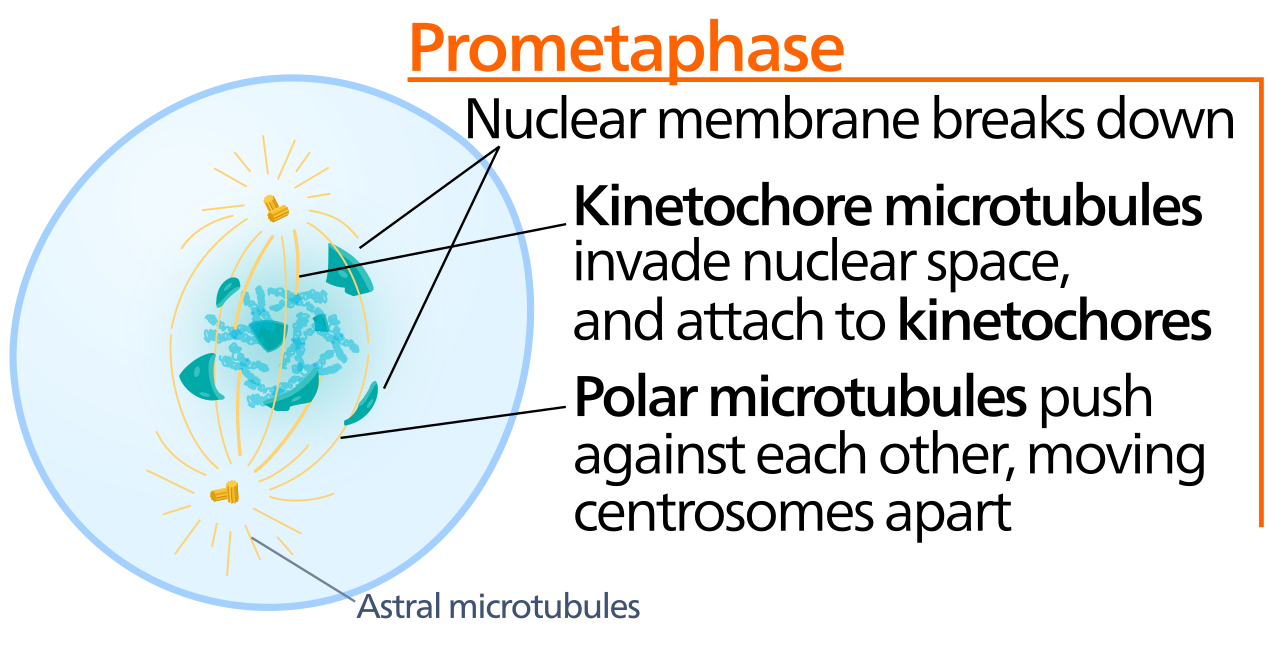 Prometaphase
Nuclear membrane breaks down
Kinetochore microtubules
invade nuclear space,
and attach to kinetochores
Polar microtubules push
against each other, moving
centrosomes apart
Astral microtubules